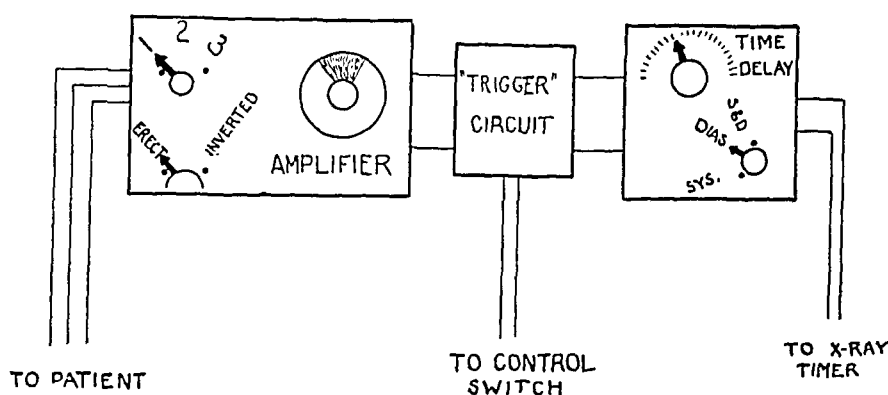 1 2 3
ERECT
INVERTED
AMPLIFIER
"TRIGGER"
CIRCUIT
TIME
DELAY
S&D
DIAS
SYS.
TO PATIENT
TO CONTROL
SWITCH
TO X-RAY
TIMER